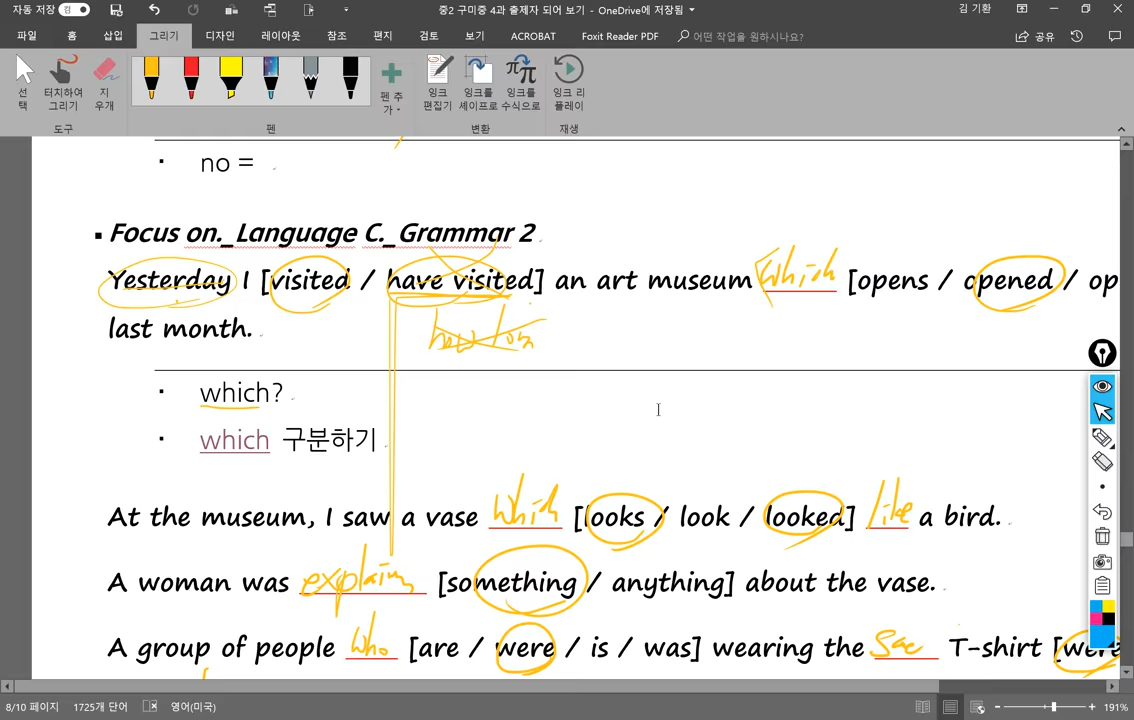 자동 저장 컴 중2 구미중 4과 출제자 되어 보기 - OneDrive에 저장됨 김 기환
파일 홈 삽입 그리기 디자인 레이아웃 참조 편지 검토 보기 ACROBAT Foxit Reader PDF 어떤 작업을 원하시나요? 공유
선택 터치하여 그리기 지우개 펜 추가 잉크 편집기 잉크를 셰이프로 잉크를 수식으로 잉크 리플레이
도구 펜 변환 재생
· no =
▪ Focus on._Language C._Grammar 2
Yesterday I [visited / have visited] an art museum which [opens / opened / op
last month.
how lon
· which?
· which 구분하기
At the museum, I saw a vase which [looks / look / looked] like a bird.
A woman was explain [something / anything] about the vase.
A group of people who [are / were / is / was] wearing the T-shirt [were
8/10 페이지 1725개 단어 영어(미국) 191%